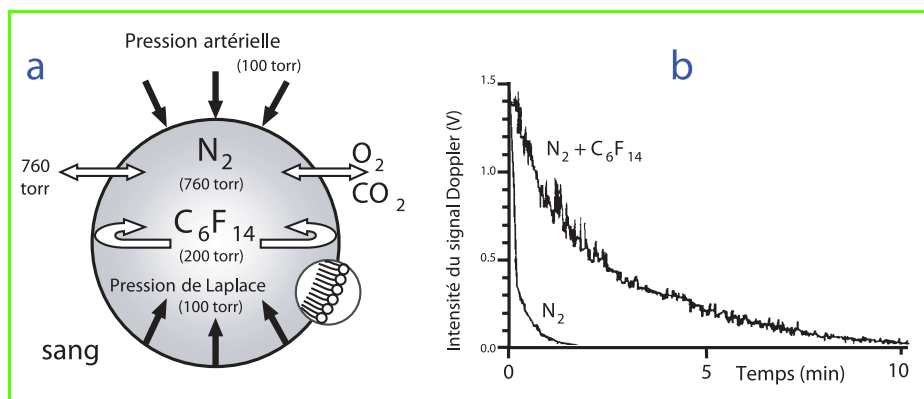 a
Pression artérielle
(100 torr)
760
torr
N2
(760 torr)
O2
CO2
C6F14
(200 torr)
Pression de Laplace
(100 torr)
sang
b
Intensité du signal Doppler (V)
1.5
1.0
0.5
0.0
N2 + C6F14
N2
0
5
10
Temps (min)